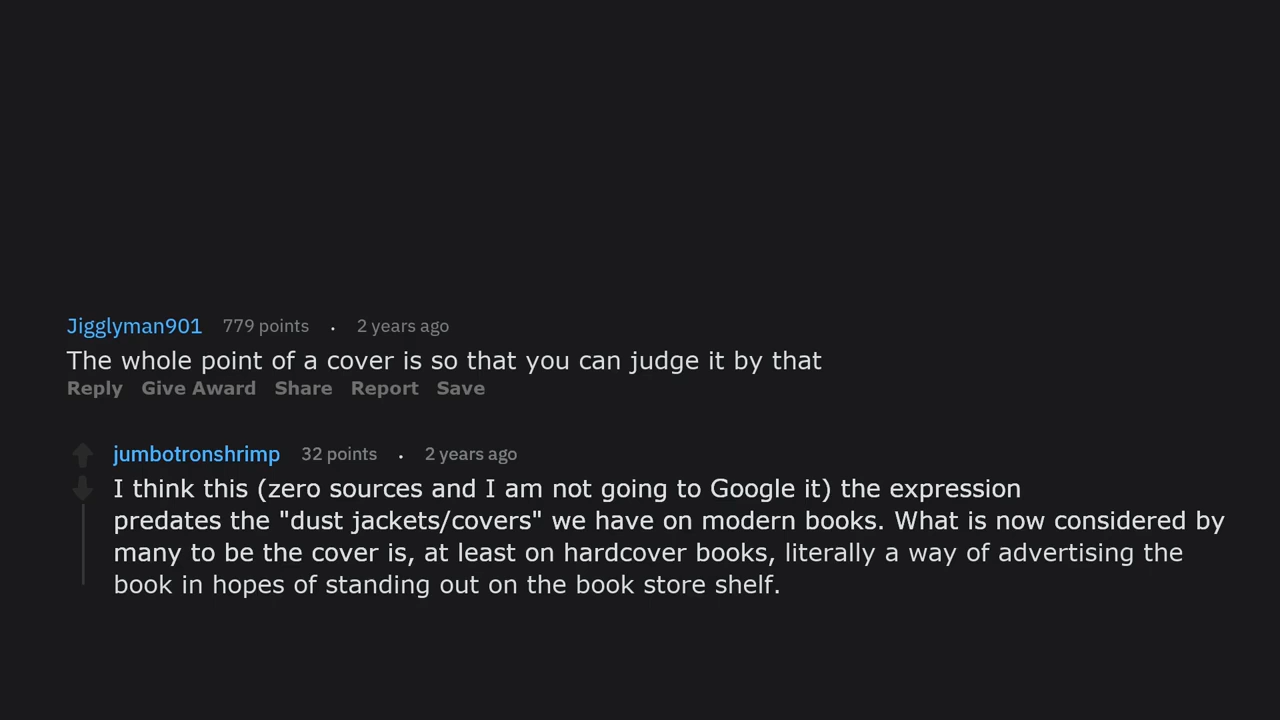 Jigglyman901 779 points · 2 years ago
The whole point of a cover is so that you can judge it by that
Reply Give Award Share Report Save
jumbotronshrimp 32 points · 2 years ago
I think this (zero sources and I am not going to Google it) the expression
predates the "dust jackets/covers" we have on modern books. What is now considered by
many to be the cover is, at least on hardcover books, literally a way of advertising the
book in hopes of standing out on the book store shelf.